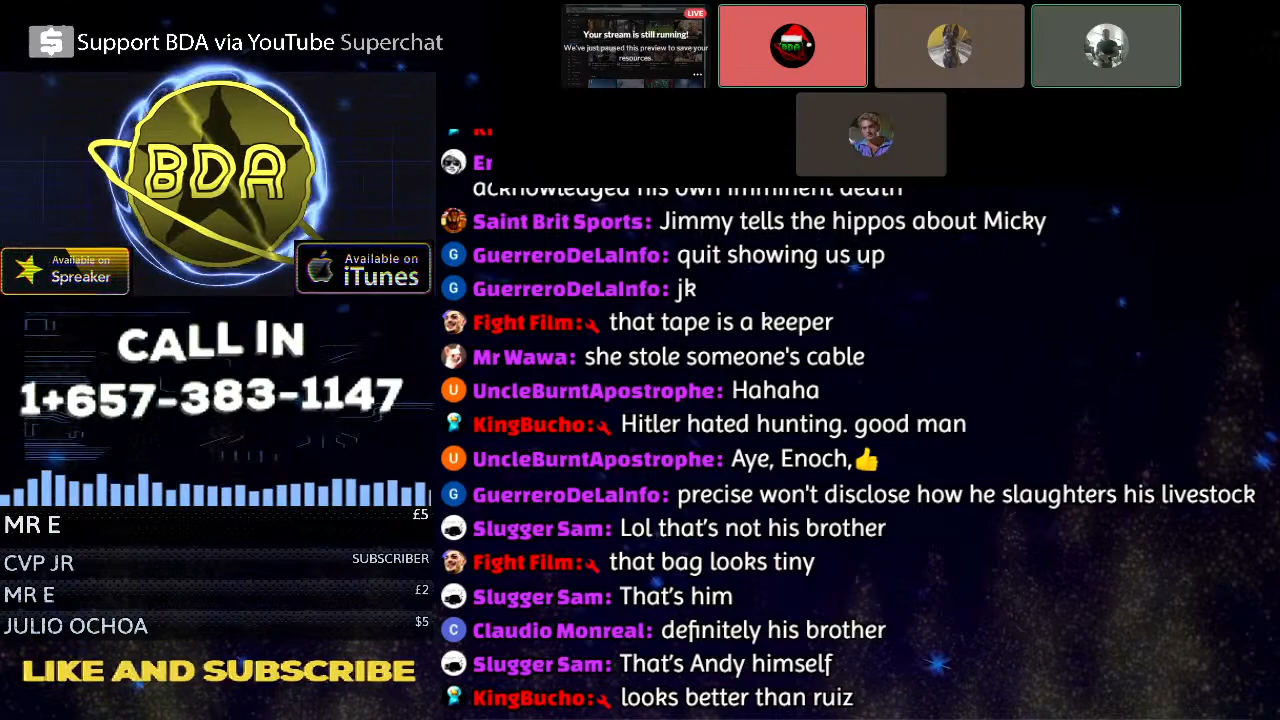 Support BDA via YouTube Superchat
BDA
Available on
Spreaker
Available on
iTunes
CALL IN
1+657-383-1147
MR E £5
CVP JR SUBSCRIBER
MR E £2
JULIO OCHOA $5
LIKE AND SUBSCRIBE
LIVE
Your stream is still running!
We've just paused this preview to save your
resources.
BDA
acknowledged his own imminent death
Saint Brit Sports: Jimmy tells the hippos about Micky
GuerreroDeLaInfo: quit showing us up
GuerreroDeLaInfo: jk
Fight Film: that tape is a keeper
Mr Wawa: she stole someone's cable
UncleBurntApostrophe: Hahaha
KingBucho: Hitler hated hunting. good man
UncleBurntApostrophe: Aye, Enoch,👍
GuerreroDeLaInfo: precise won't disclose how he slaughters his livestock
Slugger Sam: Lol that's not his brother
Fight Film: that bag looks tiny
Slugger Sam: That's him
Claudio Monreal: definitely his brother
Slugger Sam: That's Andy himself
KingBucho: looks better than ruiz